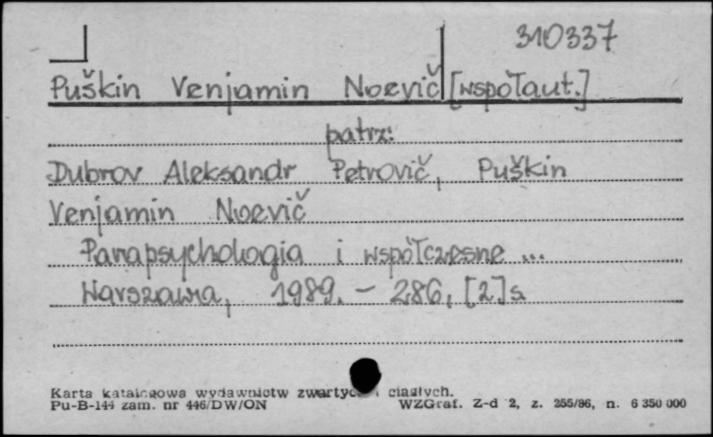 310337
Puškin Venjamin Noevič [współaut.]
patrz:
Dubrov Aleksandr Petrovič, Puškin
Venjamin Noevič
Parapsychologia i współczesne ...
Warszawa, 1989. – 286, [2] s.
Karta katalogowa wydawnictw zwartych i ciągłych.
Pu-B-144 zam. nr 446/DW/ON WZGraf. Z-d 2, z. 255/86, n. 6 350 000